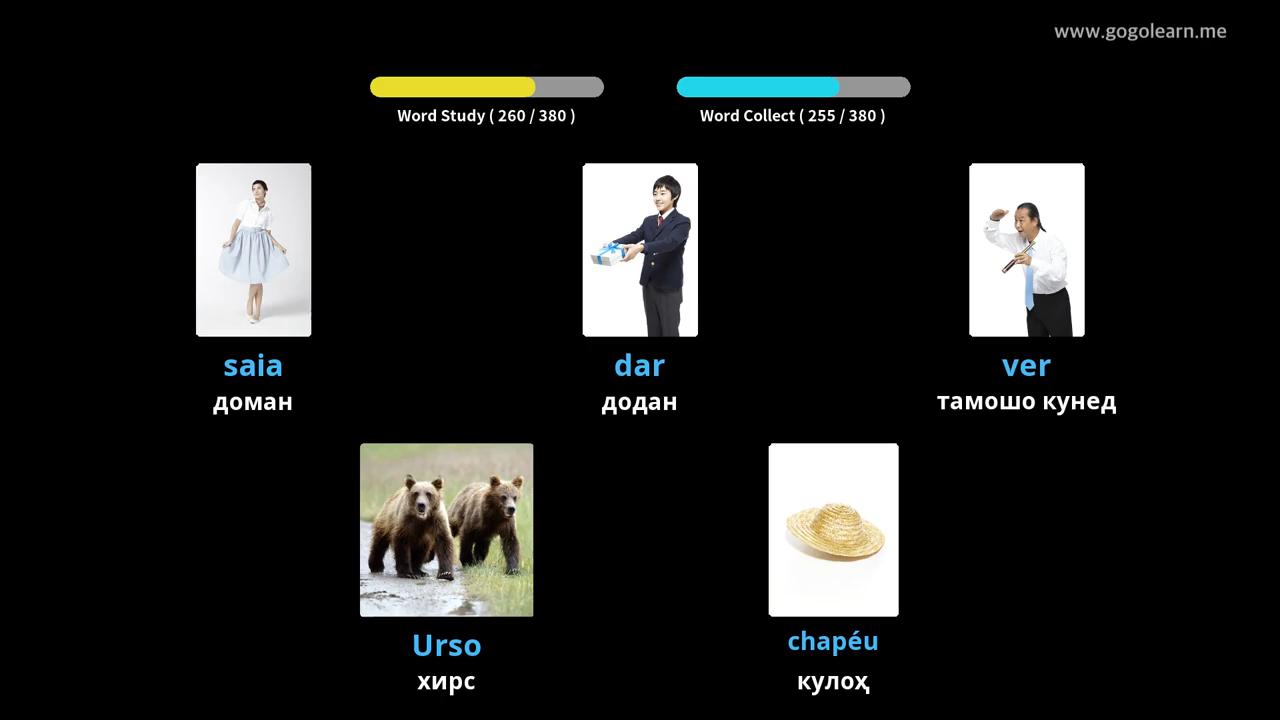 www.gogolearn.me
Word Study ( 260 / 380 )
Word Collect ( 255 / 380 )
saia
доман
dar
додан
ver
тамошо кунед
Urso
хирс
chapéu
кулоҳ